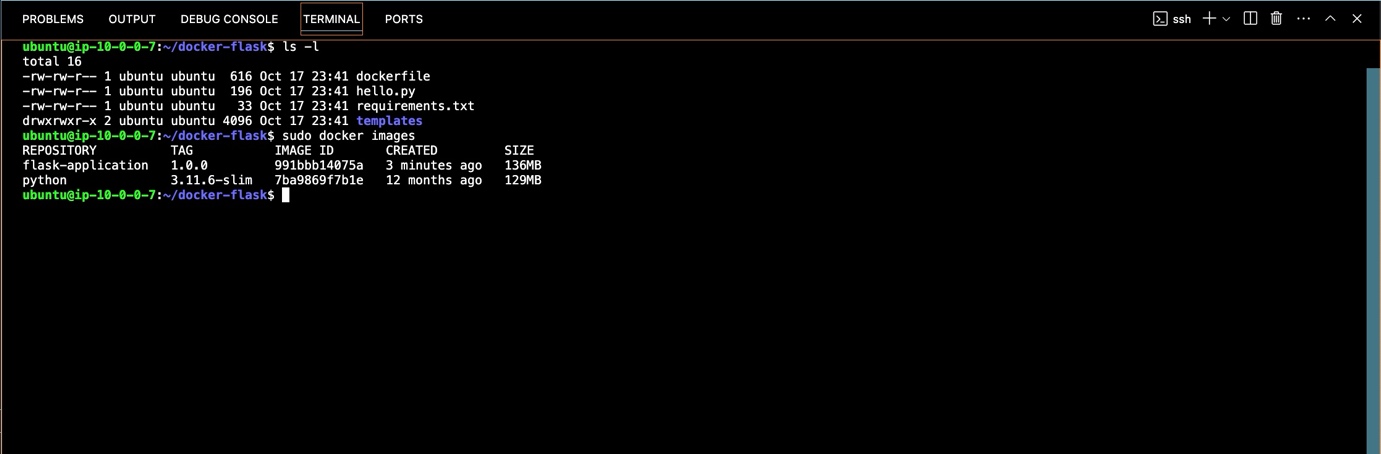 PROBLEMS OUTPUT DEBUG CONSOLE TERMINAL PORTS ssh
ubuntu@ip-10-0-0-7:~/docker-flask$ ls -l
total 16
-rw-rw-r-- 1 ubuntu ubuntu  616 Oct 17 23:41 dockerfile
-rw-rw-r-- 1 ubuntu ubuntu  196 Oct 17 23:41 hello.py
-rw-rw-r-- 1 ubuntu ubuntu   33 Oct 17 23:41 requirements.txt
drwxrwxr-x 2 ubuntu ubuntu 4096 Oct 17 23:41 templates
ubuntu@ip-10-0-0-7:~/docker-flask$ sudo docker images
REPOSITORY          TAG           IMAGE ID       CREATED         SIZE
flask-application   1.0.0         991bbb14075a   3 minutes ago   136MB
python              3.11.6-slim   7ba9869f7b1e   12 months ago   129MB
ubuntu@ip-10-0-0-7:~/docker-flask$